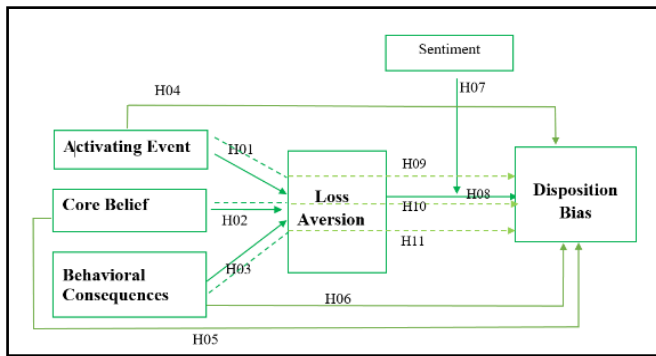 Sentiment
H04
H07
Activating Event
H01
H09
Core Belief
H02
Loss
Aversion
H10
H08
Disposition
Bias
H11
Behavioral
Consequences
H03
H06
H05